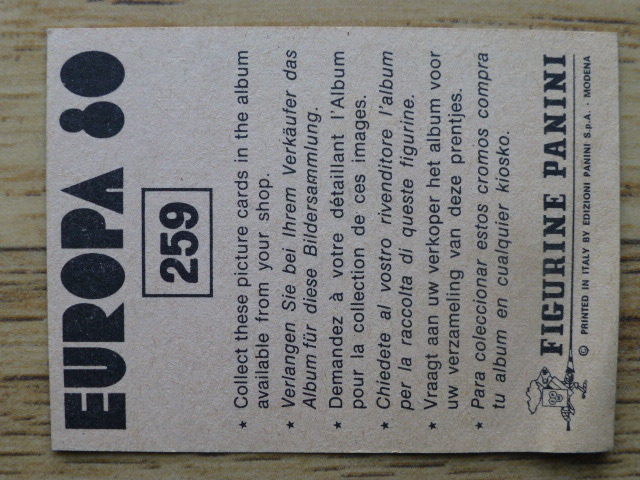 EUROPA 80
259
★ Collect these picture cards in the album
available from your shop.
★ Verlangen Sie bei Ihrem Verkäufer das
Album für diese Bildersammlung.
★ Demandez à votre détaillant l'Album
pour la collection de ces images.
★ Chiedete al vostro rivenditore l'album
per la raccolta di queste figurine.
★ Vraagt aan uw verkoper het album voor
uw verzameling van deze prentjes.
★ Para coleccionar estos cromos compra
tu album en cualquier kiosko.
FIGURINE PANINI
© PRINTED IN ITALY BY EDIZIONI PANINI S.p.A. - MODENA